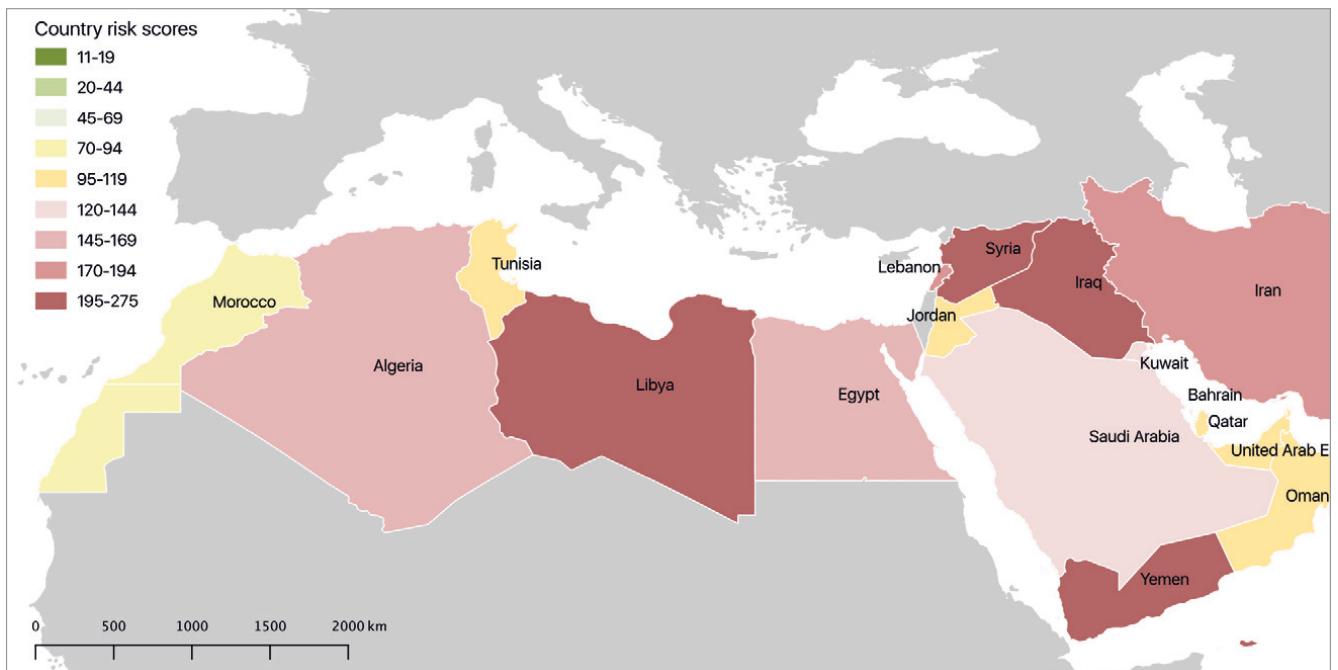 Country risk scores
11-19
20-44
45-69
70-94
95-119
120-144
145-169
170-194
195-275
Syria
Tunisia
Lebanon
Iraq
Iran
Morocco
Jordan
Algeria
Kuwait
Libya
Egypt
Bahrain
Qatar
Saudi Arabia
United Arab E
Oman
Yemen
0 500 1000 1500 2000 km